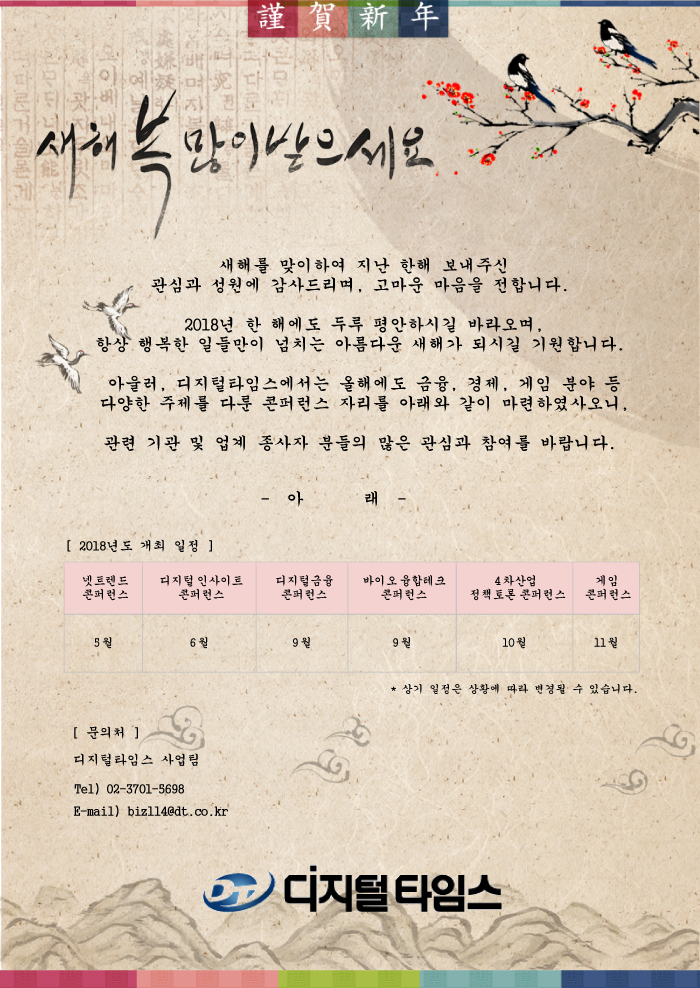 謹賀新年
새해 복 많이 받으세요
새해를 맞이하여 지난 한해 보내주신
관심과 성원에 감사드리며, 고마운 마음을 전합니다.
2018년 한 해에도 두루 평안하시길 바라오며,
항상 행복한 일들만이 넘치는 아름다운 새해가 되시길 기원합니다.
아울러, 디지털타임스에서는 올해에도 금융, 경제, 게임 분야 등
다양한 주제를 다룬 콘퍼런스 자리를 아래와 같이 마련하였사오니,
관련 기관 및 업계 종사자 분들의 많은 관심과 참여를 바랍니다.
- 아 래 -
[ 2018년도 개최 일정 ]
넷트렌드 콘퍼런스 디지털 인사이트 콘퍼런스 디지털금융 콘퍼런스 바이오융합테크 콘퍼런스 4차산업 정책토론 콘퍼런스 게임 콘퍼런스
5월 6월 9월 9월 10월 11월
* 상기 일정은 상황에 따라 변경될 수 있습니다.
[ 문의처 ]
디지털타임스 사업팀
Tel) 02-3701-5698
E-mail) biz114@dt.co.kr
DT 디지털타임스